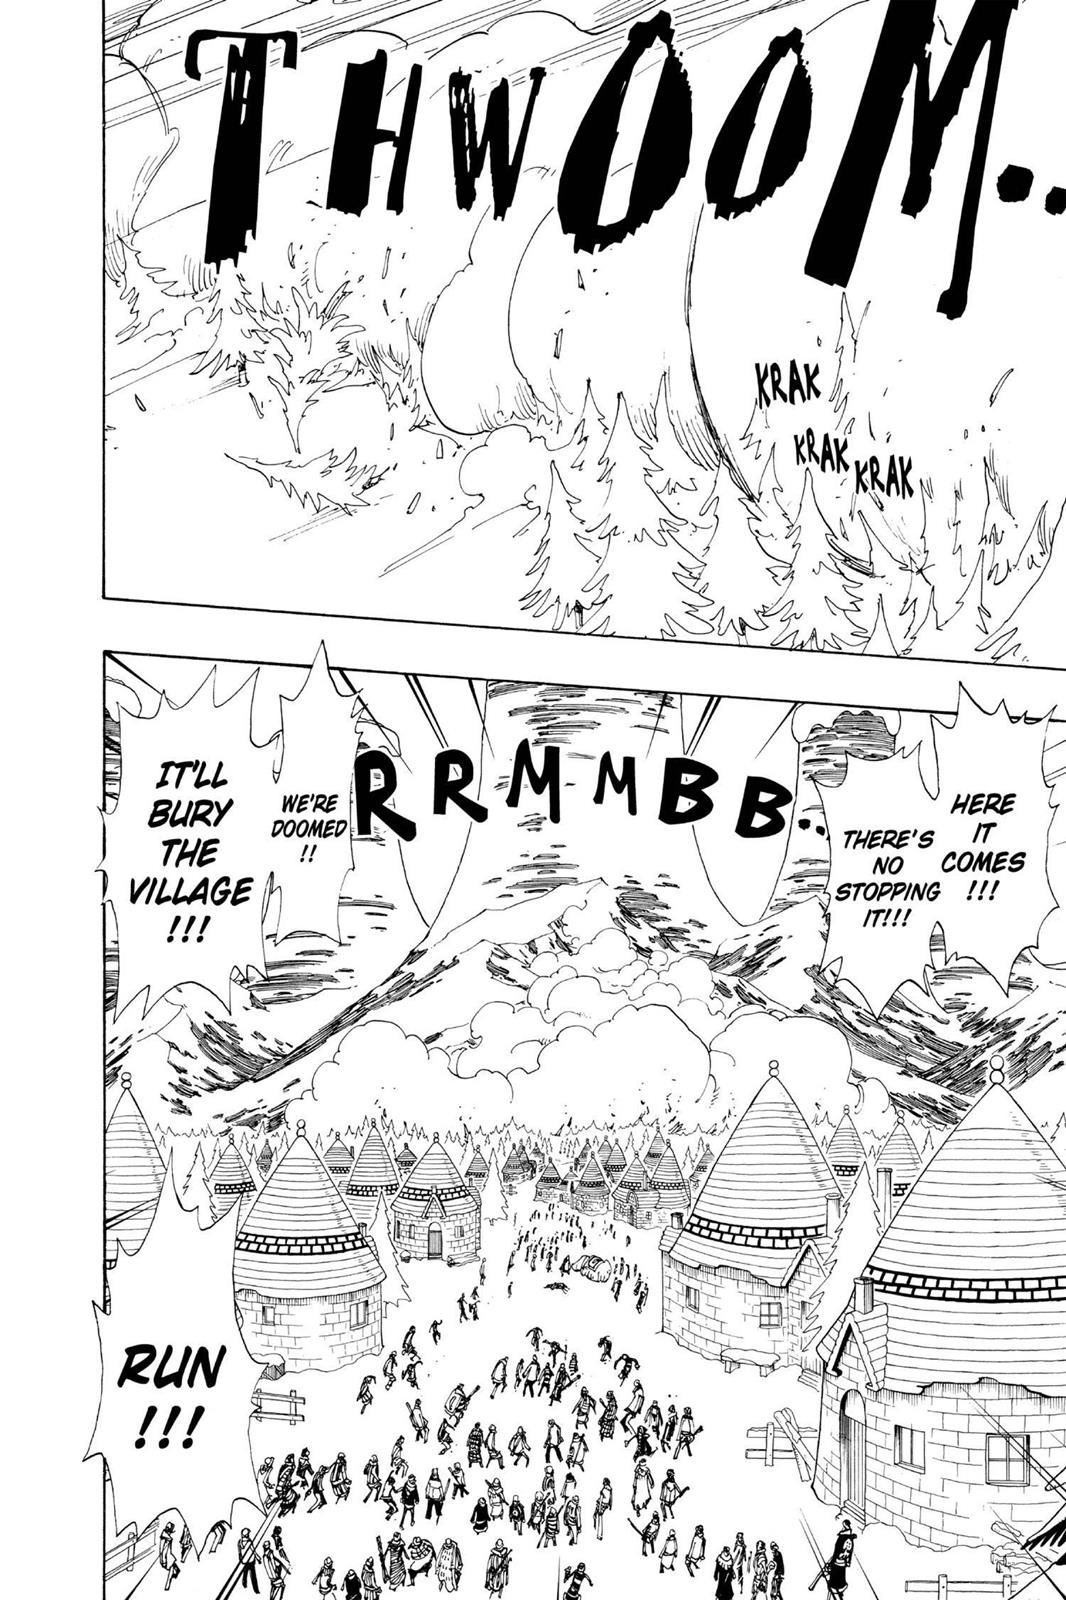 THWOOM..
KRAK
KRAK
KRAK
RRMMBB...
HERE
IT
COMES
!!!
THERE'S
NO
STOPPING
IT!!!
WE'RE
DOOMED
!!
IT'LL
BURY
THE
VILLAGE
!!!
RUN
!!!